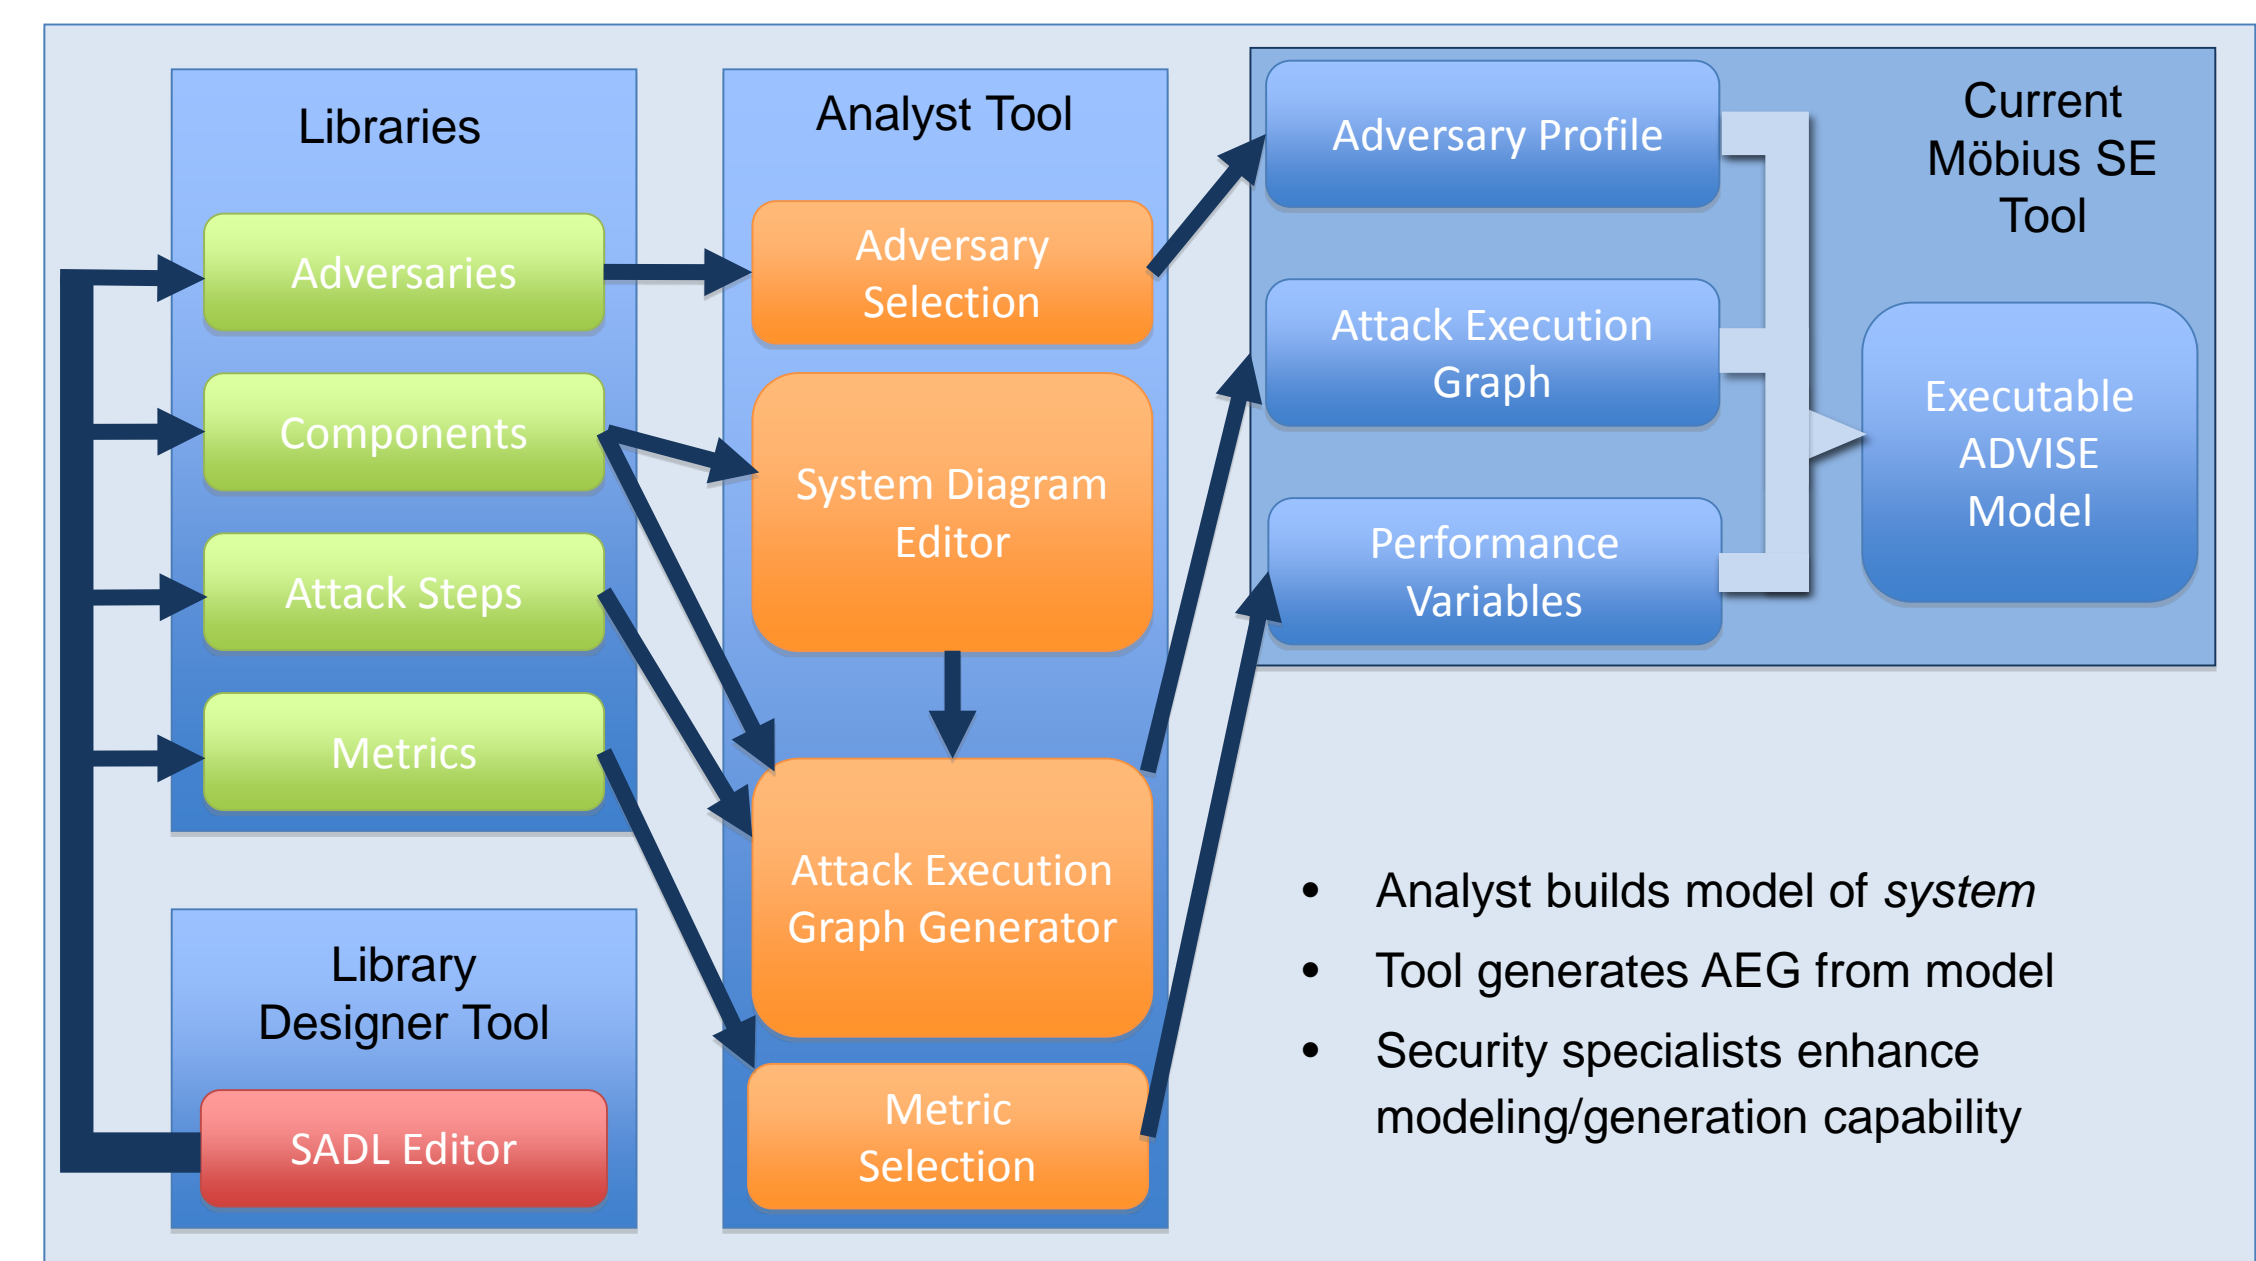 Libraries
Adversaries
Components
Attack Steps
Metrics
Library
Designer Tool
SADL Editor
Analyst Tool
Adversary
Selection
System Diagram
Editor
Attack Execution
Graph Generator
Metric
Selection
Adversary Profile
Attack Execution
Graph
Performance
Variables
Current
Möbius SE
Tool
Executable
ADVISE
Model
• Analyst builds model of system
• Tool generates AEG from model
• Security specialists enhance
modeling/generation capability